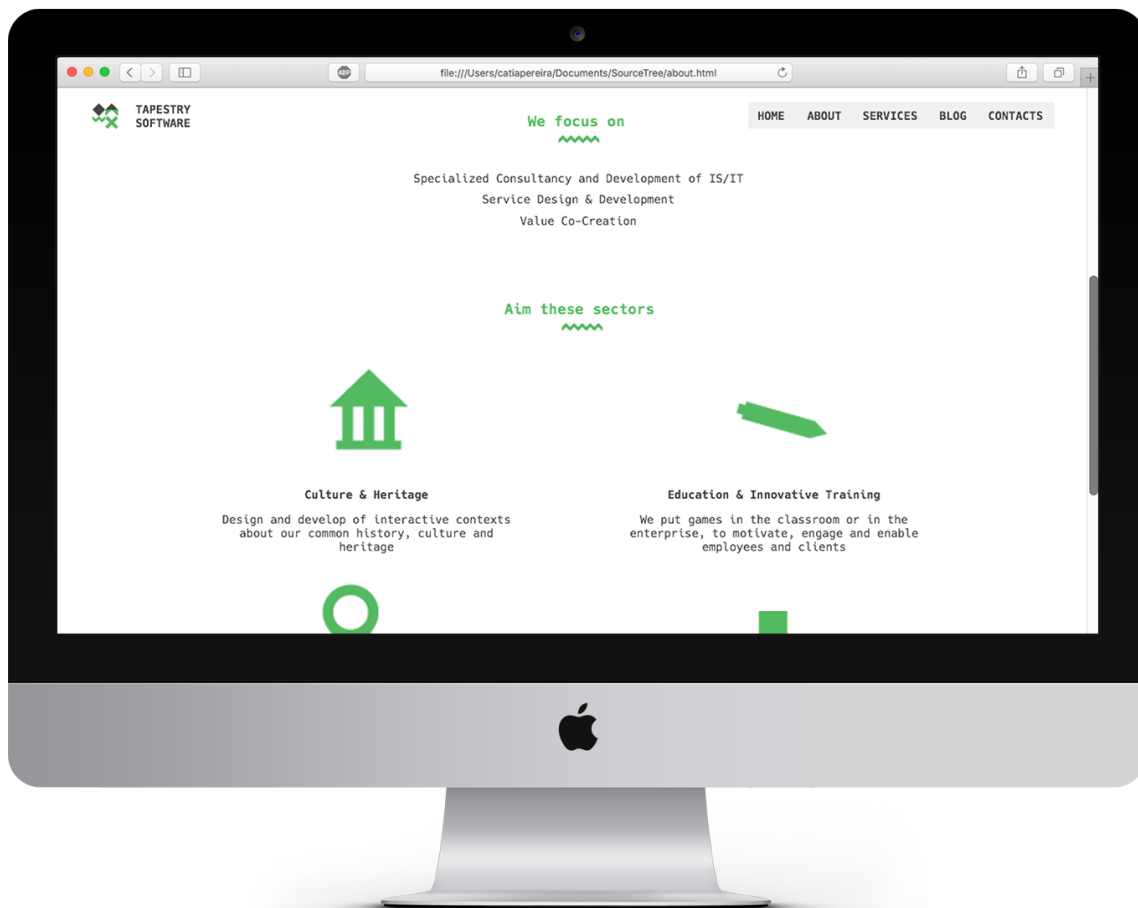 ABP
file:///Users/catiapereira/Documents/SourceTree/about.html
TAPESTRY
SOFTWARE
HOME ABOUT SERVICES BLOG CONTACTS
We focus on
Specialized Consultancy and Development of IS/IT
Service Design & Development
Value Co-Creation
Aim these sectors
Culture & Heritage
Design and develop of interactive contexts
about our common history, culture and
heritage
Education & Innovative Training
We put games in the classroom or in the
enterprise, to motivate, engage and enable
employees and clients